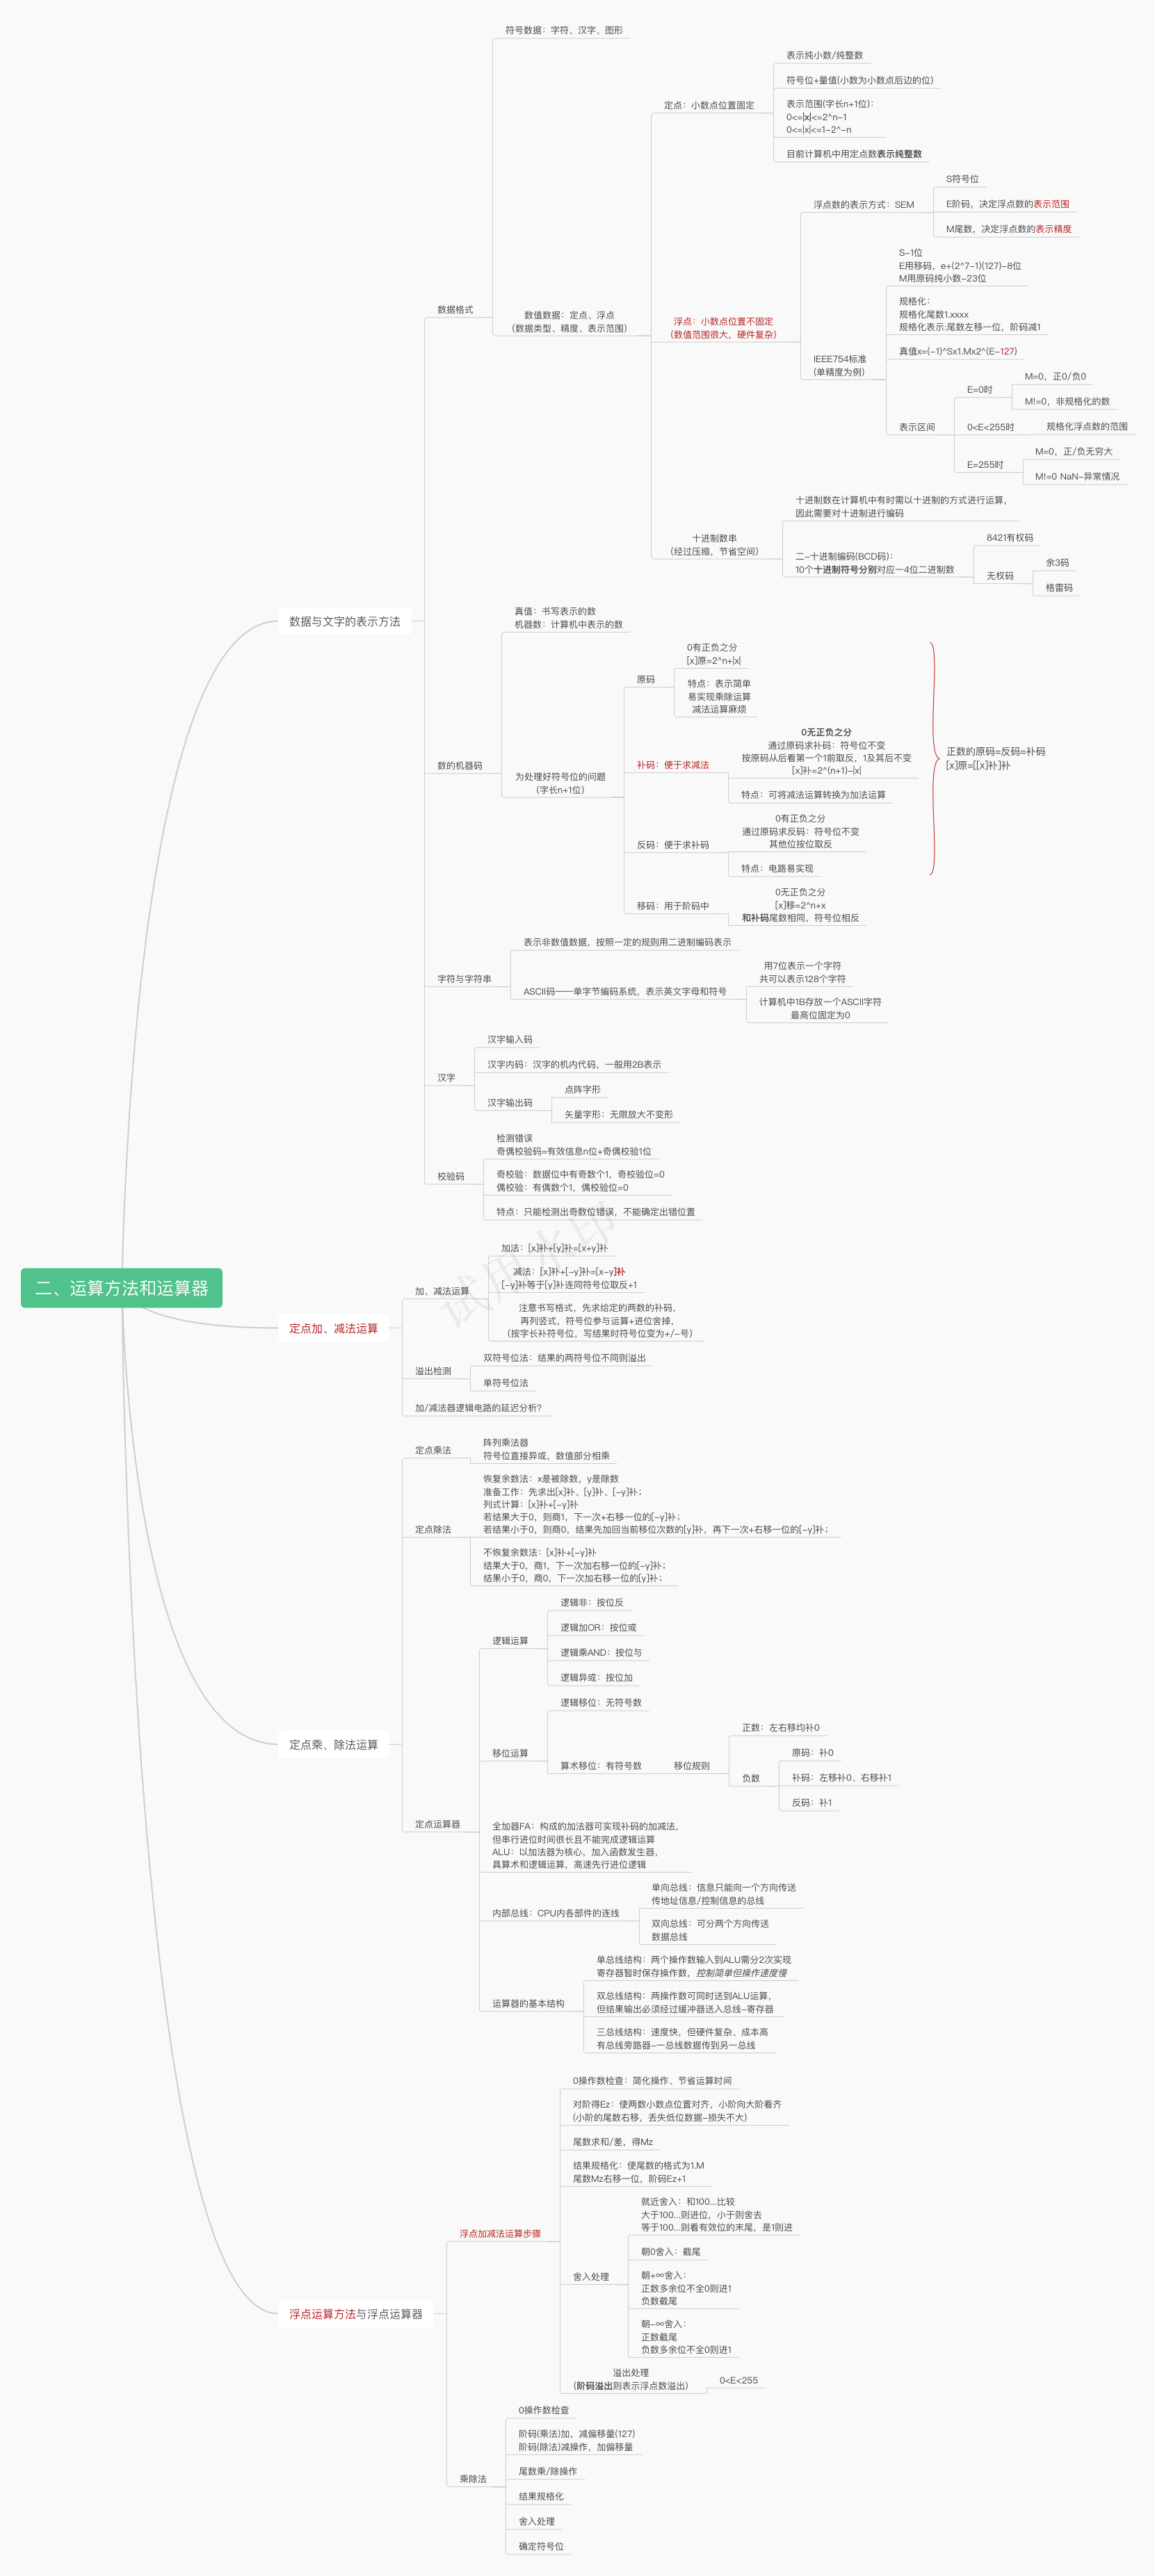 二、运算方法和运算器
数据与文字的表示方法
数据格式
符号数据：字符、汉字、图形
数值数据：定点、浮点
（数据类型、精度、表示范围）
定点：小数点位置固定
表示纯小数/纯整数
符号位+量值(小数为小数点后边的位)
表示范围(字长n+1位)：
0<=|x|<=2^n-1
0<=|x|<=1-2^-n
目前计算机中用定点数表示纯整数
浮点：小数点位置不固定
（数值范围很大，硬件复杂）
浮点数的表示方式：SEM
S符号位
E阶码，决定浮点数的表示范围
M尾数，决定浮点数的表示精度
IEEE754标准
(单精度为例)
S-1位
E用移码，e+(2^7-1)(127)-8位
M用原码纯小数-23位
规格化：
规格化尾数1.xxxx
规格化表示:尾数左移一位，阶码减1
真值x=(-1)^Sx1.Mx2^(E-127)
表示区间
E=0时
M=0，正0/负0
M!=0，非规格化的数
0<E<255时
规格化浮点数的范围
E=255时
M=0，正/负无穷大
M!=0 NaN-异常情况
十进制数串
（经过压缩，节省空间）
十进制数在计算机中有时需以十进制的方式进行运算，
因此需要对十进制进行编码
二-十进制编码(BCD码)：
10个十进制符号分别对应一4位二进制数
8421有权码
无权码
余3码
格雷码
数的机器码
真值：书写表示的数
机器数：计算机中表示的数
为处理好符号位的问题
(字长n+1位)
原码
0有正负之分
[x]原=2^n+|x|
特点：表示简单
易实现乘除运算
减法运算麻烦
补码：便于求减法
0无正负之分
通过原码求补码：符号位不变
按原码从后看第一个1前取反，1及其后不变
[x]补=2^(n+1)-|x|
特点：可将减法运算转换为加法运算
反码：便于求补码
0有正负之分
通过原码求反码：符号位不变
其他位按位取反
特点：电路易实现
移码：用于阶码中
0无正负之分
[x]移=2^n+x
和补码尾数相同，符号位相反
正数的原码=反码=补码
[x]原=[[x]补]补
字符与字符串
表示非数值数据，按照一定的规则用二进制编码表示
ASCII码——单字节编码系统，表示英文字母和符号
用7位表示一个字符
共可以表示128个字符
计算机中1B存放一个ASCII字符
最高位固定为0
汉字
汉字输入码
汉字内码：汉字的机内代码，一般用2B表示
汉字输出码
点阵字形
矢量字形：无限放大不变形
校验码
检测错误
奇偶校验码=有效信息n位+奇偶校验1位
奇校验：数据位中有奇数个1，奇校验位=0
偶校验：有偶数个1，偶校验位=0
特点：只能检测出奇数位错误，不能确定出错位置
试用水印
定点加、减法运算
加、减法运算
加法：[x]补+[y]补=[x+y]补
减法：[x]补+[-y]补=[x-y]补
[-y]补等于[y]补连同符号位取反+1
注意书写格式，先求给定的两数的补码，
再列竖式，符号位参与运算+进位舍掉，
（按字长补符号位，写结果时符号位变为+/-号）
溢出检测
双符号位法：结果的两符号位不同则溢出
单符号位法
加/减法器逻辑电路的延迟分析?
定点乘、除法运算
定点乘法
阵列乘法器
符号位直接异或，数值部分相乘
定点除法
恢复余数法：x是被除数，y是除数
准备工作：先求出[x]补、[y]补、[-y]补；
列式计算：[x]补+[-y]补
若结果大于0，则商1，下一次+右移一位的[-y]补；
若结果小于0，则商0，结果先加回当前移位次数的[y]补，再下一次+右移一位的[-y]补；
不恢复余数法：[x]补+[-y]补
结果大于0，商1，下一次加右移一位的[-y]补；
结果小于0，商0，下一次加右移一位的[y]补；
定点运算器
逻辑运算
逻辑非：按位反
逻辑加OR：按位或
逻辑乘AND：按位与
逻辑异或：按位加
移位运算
逻辑移位：无符号数
算术移位：有符号数
移位规则
正数：左右移均补0
负数
原码：补0
补码：左移补0、右移补1
反码：补1
全加器FA：构成的加法器可实现补码的加减法，
但串行进位时间很长且不能完成逻辑运算
ALU：以加法器为核心，加入函数发生器，
具算术和逻辑运算，高速先行进位逻辑
内部总线：CPU内各部件的连线
单向总线：信息只能向一个方向传送
传地址信息/控制信息的总线
双向总线：可分两个方向传送
数据总线
运算器的基本结构
单总线结构：两个操作数输入到ALU需分2次实现
寄存器暂时保存操作数，控制简单但操作速度慢
双总线结构：两操作数可同时送到ALU运算，
但结果输出必须经过缓冲器送入总线-寄存器
三总线结构：速度快，但硬件复杂、成本高
有总线旁路器-一总线数据传到另一总线
浮点运算方法与浮点运算器
浮点加减法运算步骤
0操作数检查：简化操作、节省运算时间
对阶得Ez：使两数小数点位置对齐，小阶向大阶看齐
(小阶的尾数右移，丢失低位数据-损失不大)
尾数求和/差，得Mz
结果规格化：使尾数的格式为1.M
尾数Mz右移一位，阶码Ez+1
舍入处理
就近舍入：和100...比较
大于100...则进位，小于则舍去
等于100...则看有效位的末尾，是1则进
朝0舍入：截尾
朝+∞舍入：
正数多余位不全0则进1
负数截尾
朝-∞舍入：
正数截尾
负数多余位不全0则进1
溢出处理
（阶码溢出则表示浮点数溢出）
0<E<255
乘除法
0操作数检查
阶码(乘法)加，减偏移量(127)
阶码(除法)减操作，加偏移量
尾数乘/除操作
结果规格化
舍入处理
确定符号位